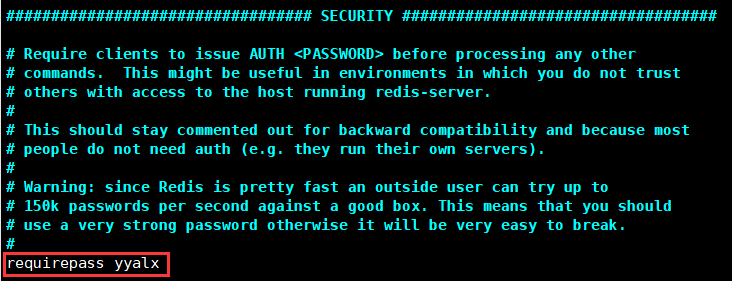 ################################## SECURITY ###################################
# Require clients to issue AUTH <PASSWORD> before processing any other
# commands.  This might be useful in environments in which you do not trust
# others with access to the host running redis-server.
#
# This should stay commented out for backward compatibility and because most
# people do not need auth (e.g. they run their own servers).
#
# Warning: since Redis is pretty fast an outside user can try up to
# 150k passwords per second against a good box. This means that you should
# use a very strong password otherwise it will be very easy to break.
#
requirepass yyalx